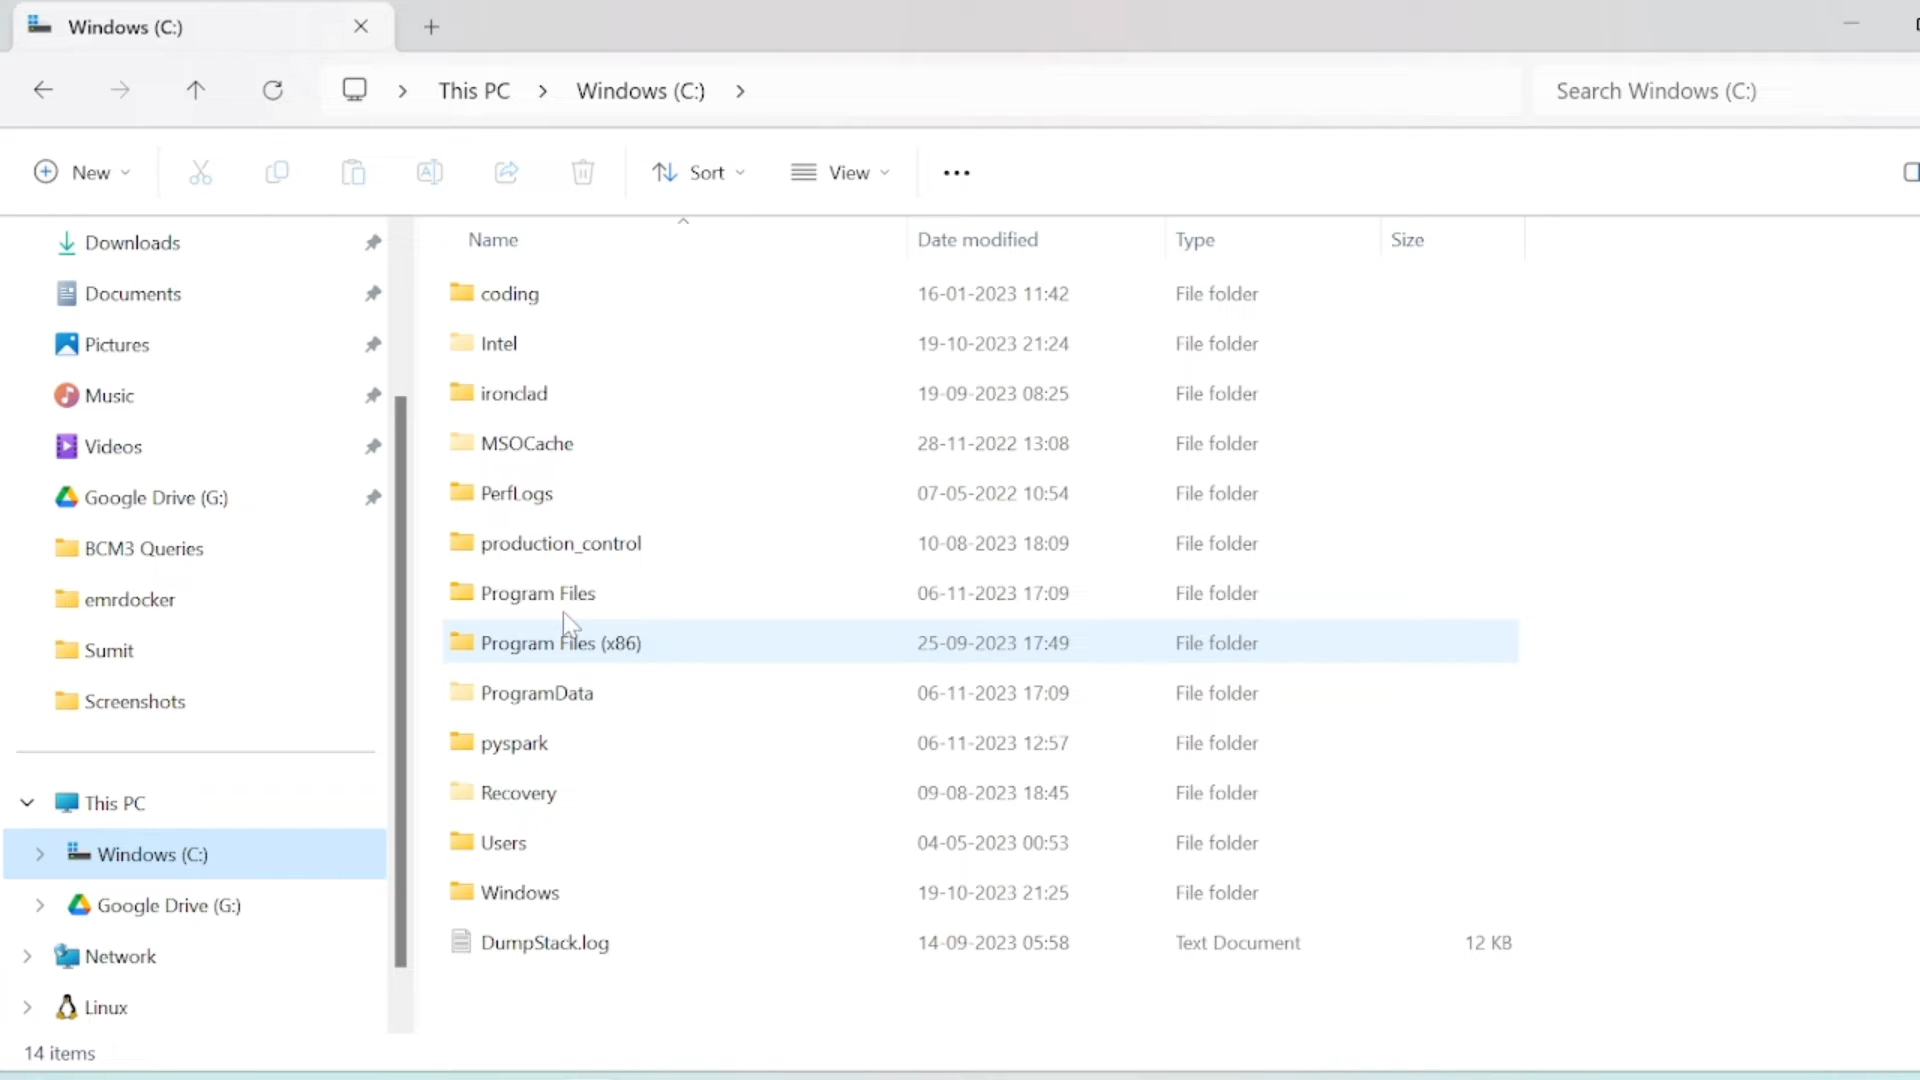 Windows (C:)
This PC > Windows (C:) >
Search Windows (C:)
New
Sort
View
Downloads
Documents
Pictures
Music
Videos
Google Drive (G:)
BCM3 Queries
emrdocker
Sumit
Screenshots
This PC
Windows (C:)
Google Drive (G:)
Network
Linux
Name Date modified Type Size
coding 16-01-2023 11:42 File folder
Intel 19-10-2023 21:24 File folder
ironclad 19-09-2023 08:25 File folder
MSOCache 28-11-2022 13:08 File folder
PerfLogs 07-05-2022 10:54 File folder
production_control 10-08-2023 18:09 File folder
Program Files 06-11-2023 17:09 File folder
Program Files (x86) 25-09-2023 17:49 File folder
ProgramData 06-11-2023 17:09 File folder
pyspark 06-11-2023 12:57 File folder
Recovery 09-08-2023 18:45 File folder
Users 04-05-2023 00:53 File folder
Windows 19-10-2023 21:25 File folder
DumpStack.log 14-09-2023 05:58 Text Document 12 KB
14 items